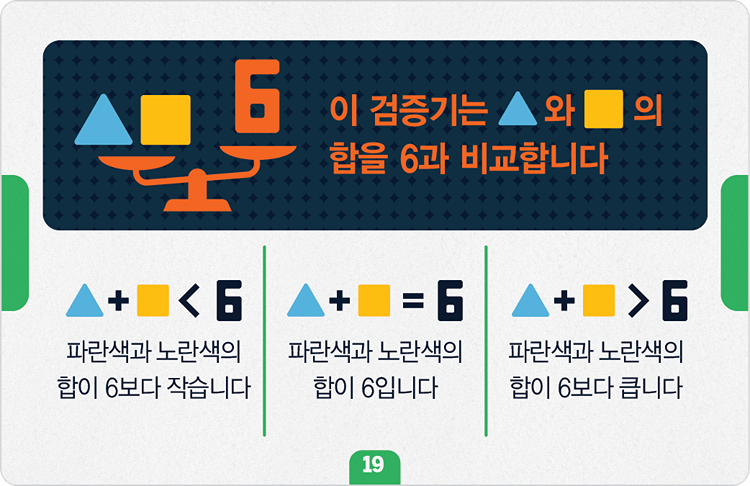 6
이 검증기는 와 의
합을 6과 비교합니다
+ < 6
파란색과 노란색의
합이 6보다 작습니다
+ = 6
파란색과 노란색의
합이 6입니다
+ > 6
파란색과 노란색의
합이 6보다 큽니다
19